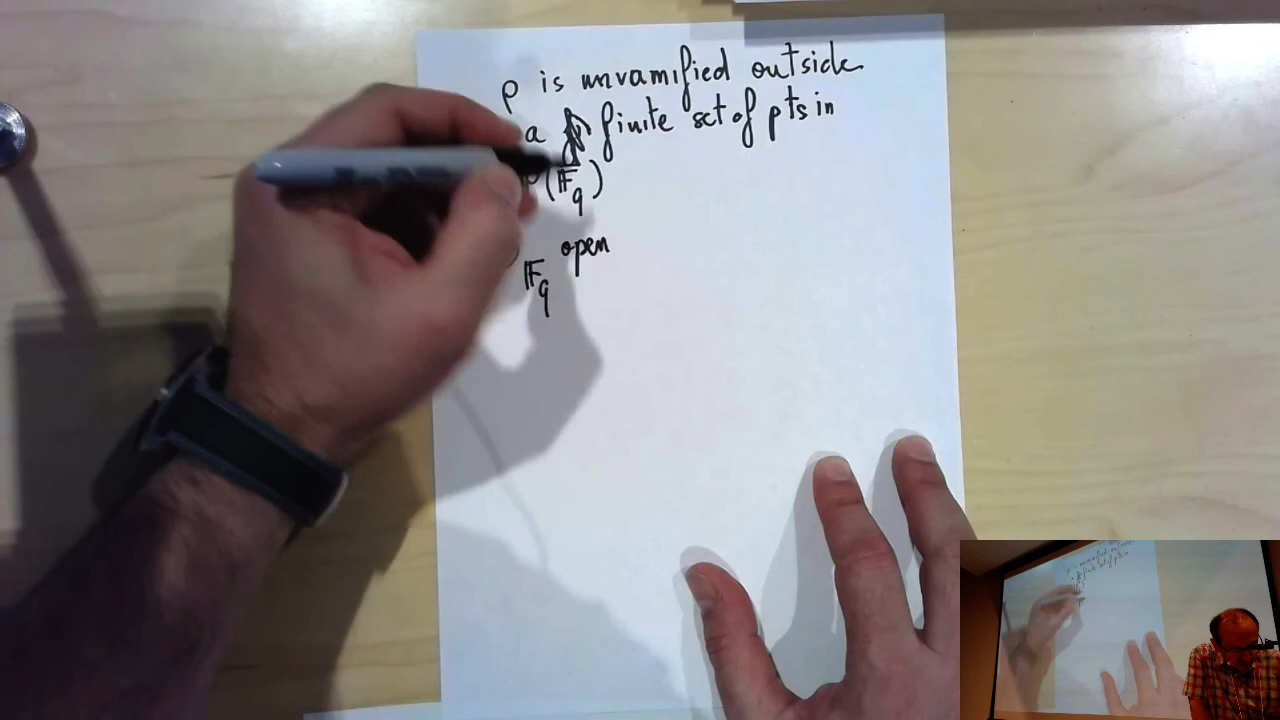 ρ is unramified outside
a finite set of pts in
(𝔽_q)
𝔽_q open